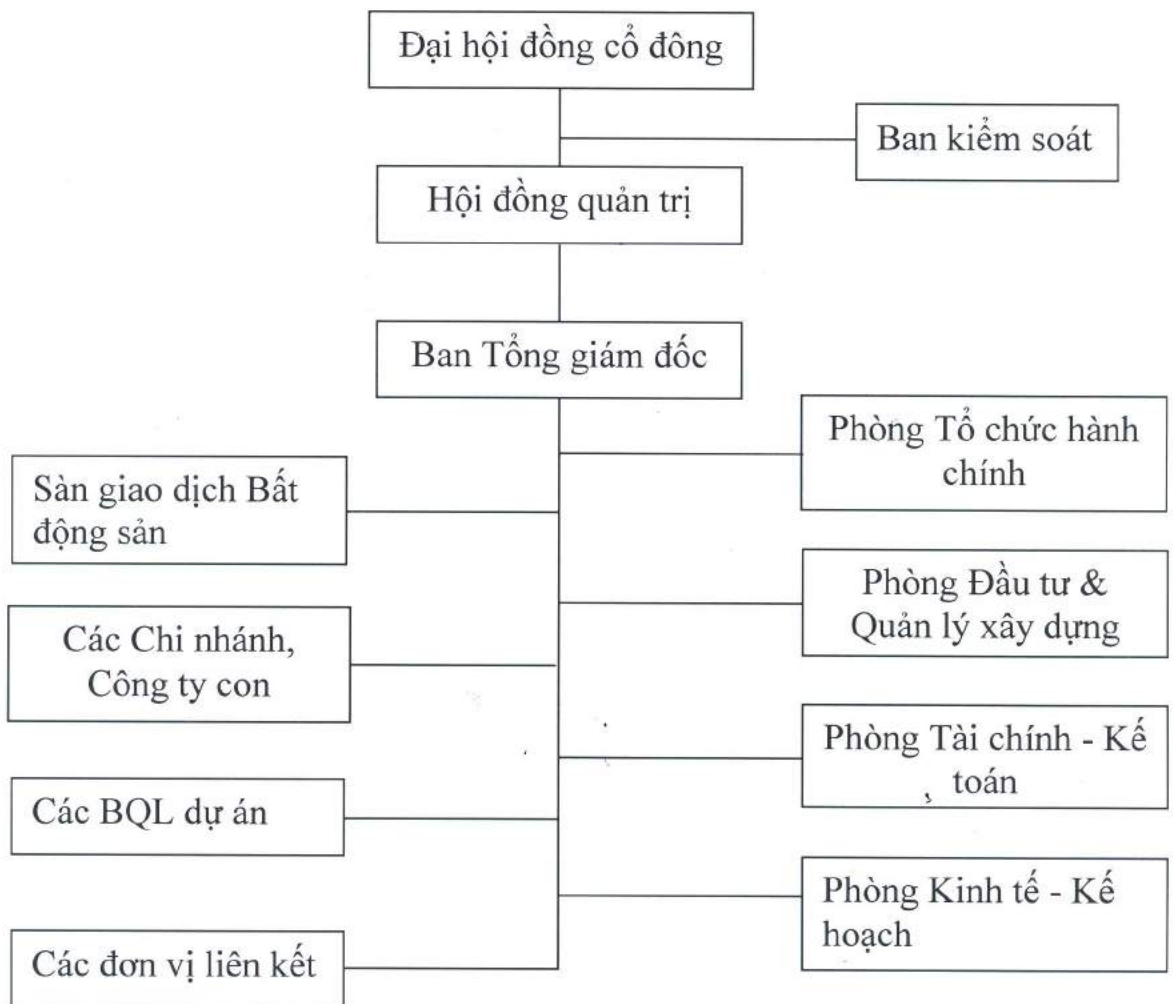 Đại hội đồng cổ đông
Ban kiểm soát
Hội đồng quản trị
Ban Tổng giám đốc
Phòng Tổ chức hành
chính
Sàn giao dịch Bất
động sản
Phòng Đầu tư &
Quản lý xây dựng
Các Chi nhánh,
Công ty con
Phòng Tài chính - Kế
toán
Các BQL dự án
Phòng Kinh tế - Kế
hoạch
Các đơn vị liên kết